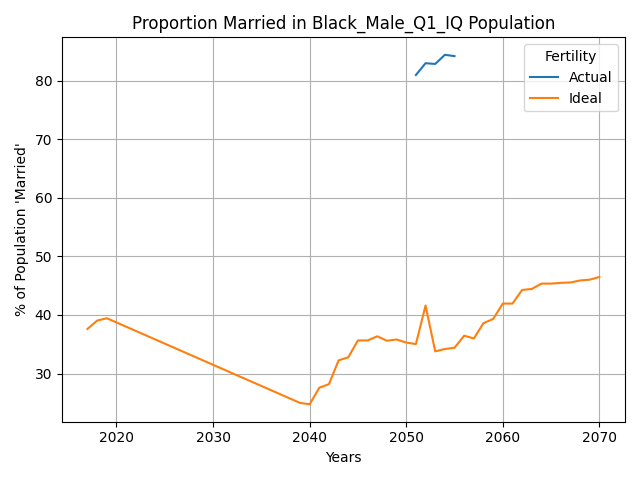 Proportion Married in Black_Male_Q1_IQ Population
Fertility
Actual
Ideal
% of Population 'Married'
80
70
60
50
40
30
2020
2030
2040
2050
2060
2070
Years